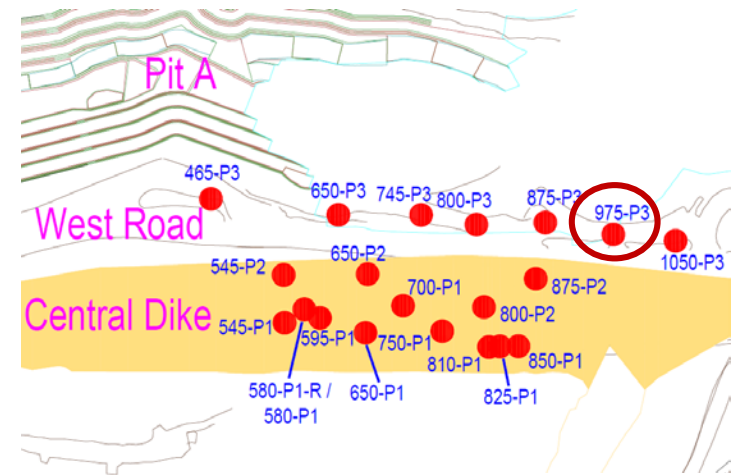 Pit A
465-P3
650-P3
745-P3
800-P3
875-P3
975-P3
West Road
1050-P3
545-P2
650-P2
875-P2
700-P1
800-P2
Central Dike
545-P1
595-P1
750-P1
810-P1
850-P1
580-P1-R /
580-P1
650-P1
825-P1